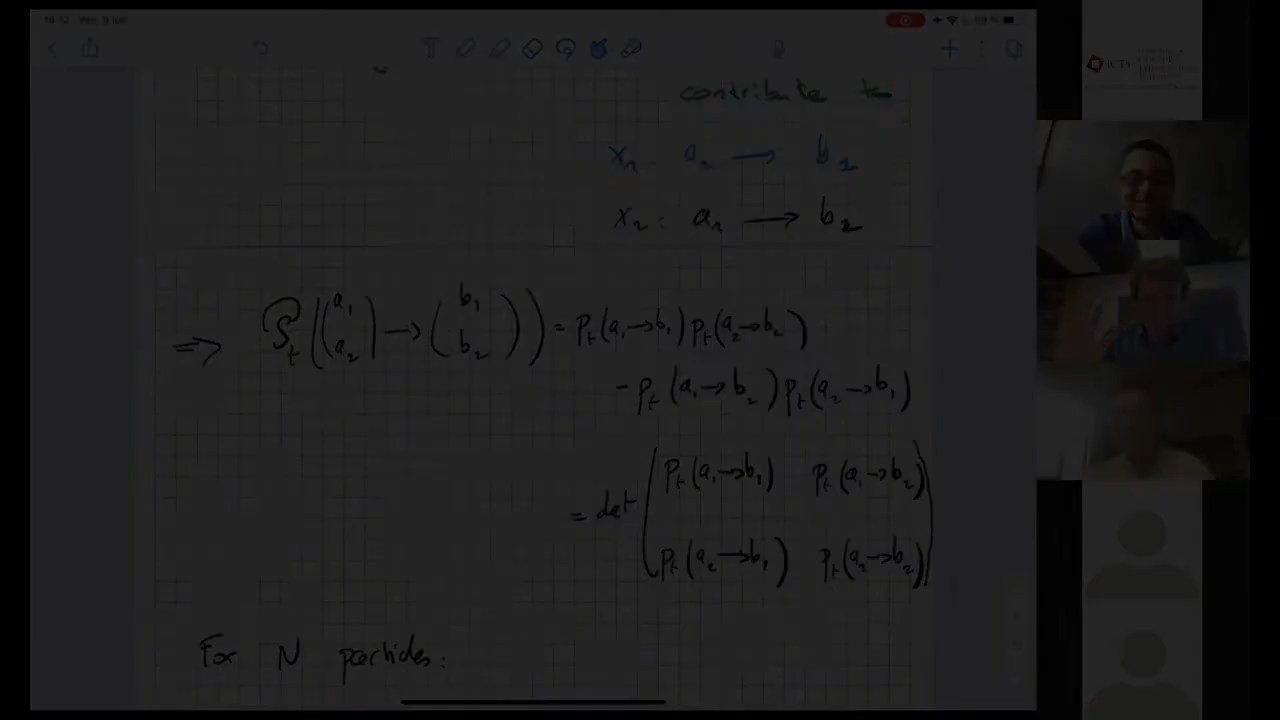 contribute to
x₁: a₂ → b₁
x₂: a₁ → b₂
⇒ P_t((a₁ a₂) → (b₁ b₂)) = p_t(a₁→b₁) p_t(a₂→b₂)
- p_t(a₁→b₂) p_t(a₂→b₁)
= det ( p_t(a₁→b₁) p_t(a₁→b₂)
p_t(a₂→b₁) p_t(a₂→b₂) )
For N particles:
ICTS